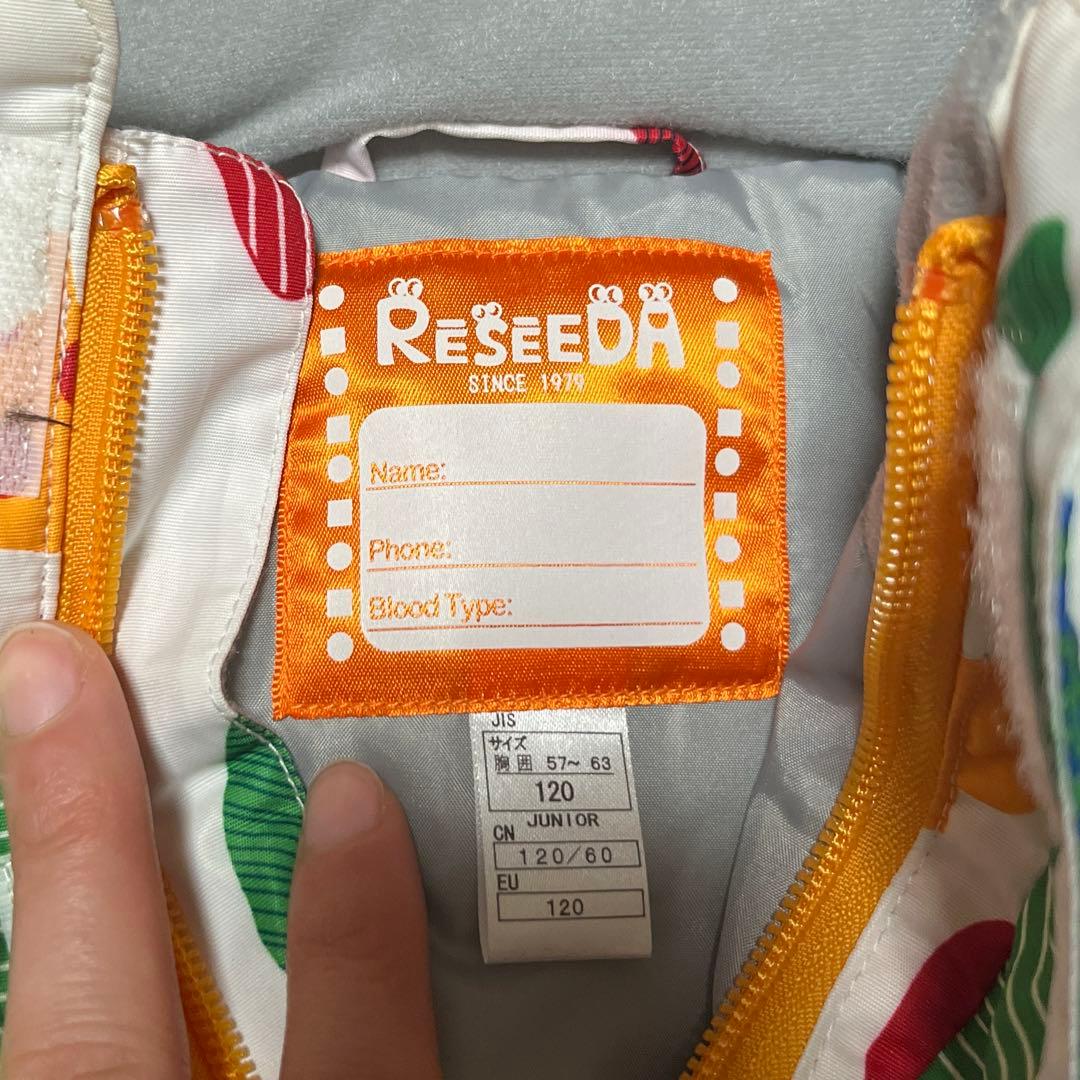 RESEEDA
SINCE 1979
Name:
Phone:
Blood Type:
JIS
サイズ
胸囲 57~ 63
120
JUNIOR
CN
120/60
EU
120